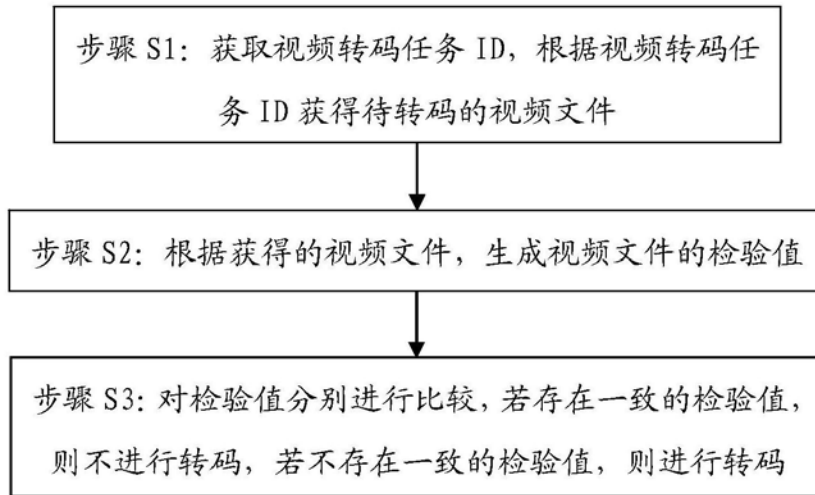 步骤 S1：获取视频转码任务 ID，根据视频转码任
务 ID 获得待转码的视频文件
步骤 S2：根据获得的视频文件，生成视频文件的检验值
步骤 S3：对检验值分别进行比较，若存在一致的检验值，
则不进行转码，若不存在一致的检验值，则进行转码